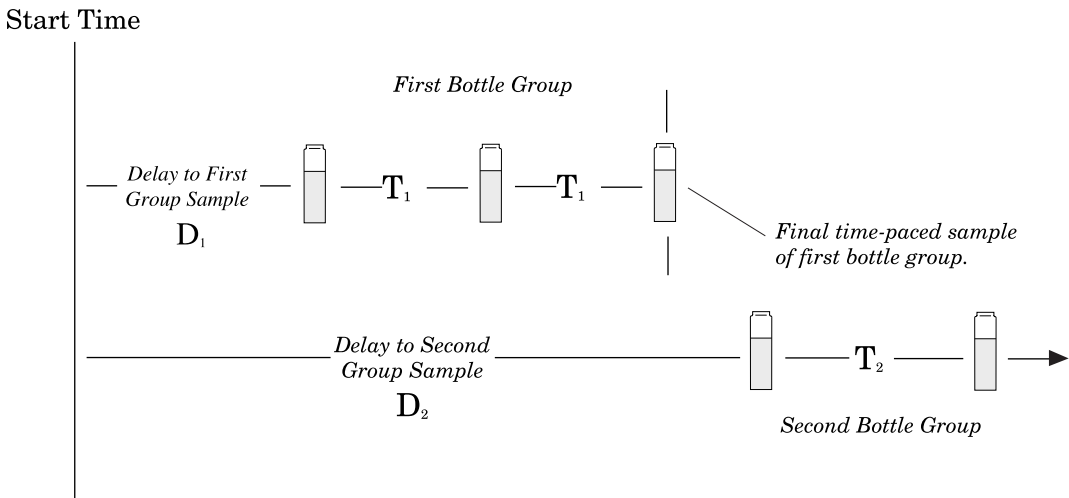 Start Time
First Bottle Group
Delay to First
Group Sample
D₁
T₁
T₁
Final time-paced sample
of first bottle group.
Delay to Second
Group Sample
D₂
T₂
Second Bottle Group